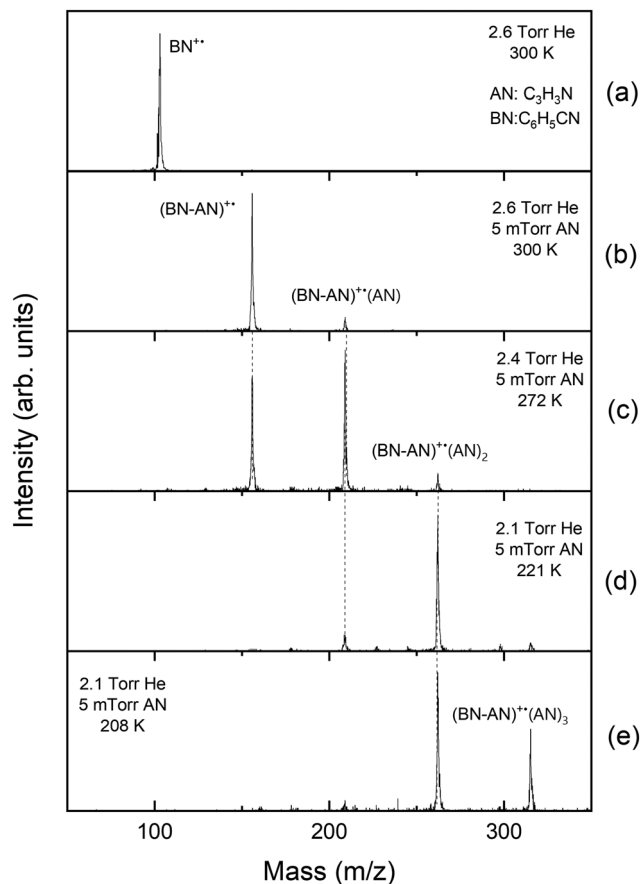 BN⁺•
2.6 Torr He
300 K
AN: C₃H₃N
BN:C₆H₅CN
(a)
(BN-AN)⁺•
(BN-AN)⁺•(AN)
2.6 Torr He
5 mTorr AN
300 K
(b)
2.4 Torr He
5 mTorr AN
272 K
(BN-AN)⁺•(AN)₂
(c)
2.1 Torr He
5 mTorr AN
221 K
(d)
2.1 Torr He
5 mTorr AN
208 K
(BN-AN)⁺•(AN)₃
(e)
Intensity (arb. units)
100 200 300
Mass (m/z)